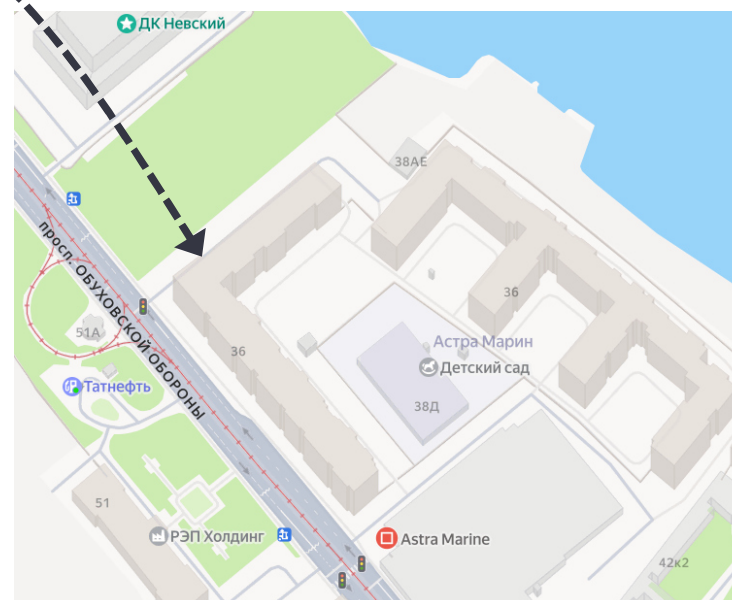 ДК Невский
38АЕ
просп. ОБУХОВСКОЙ ОБОРОНЫ
36
51А
36
Астра Марин
Детский сад
Татнефть
38Д
51
РЭП Холдинг
Astra Marine
42к2